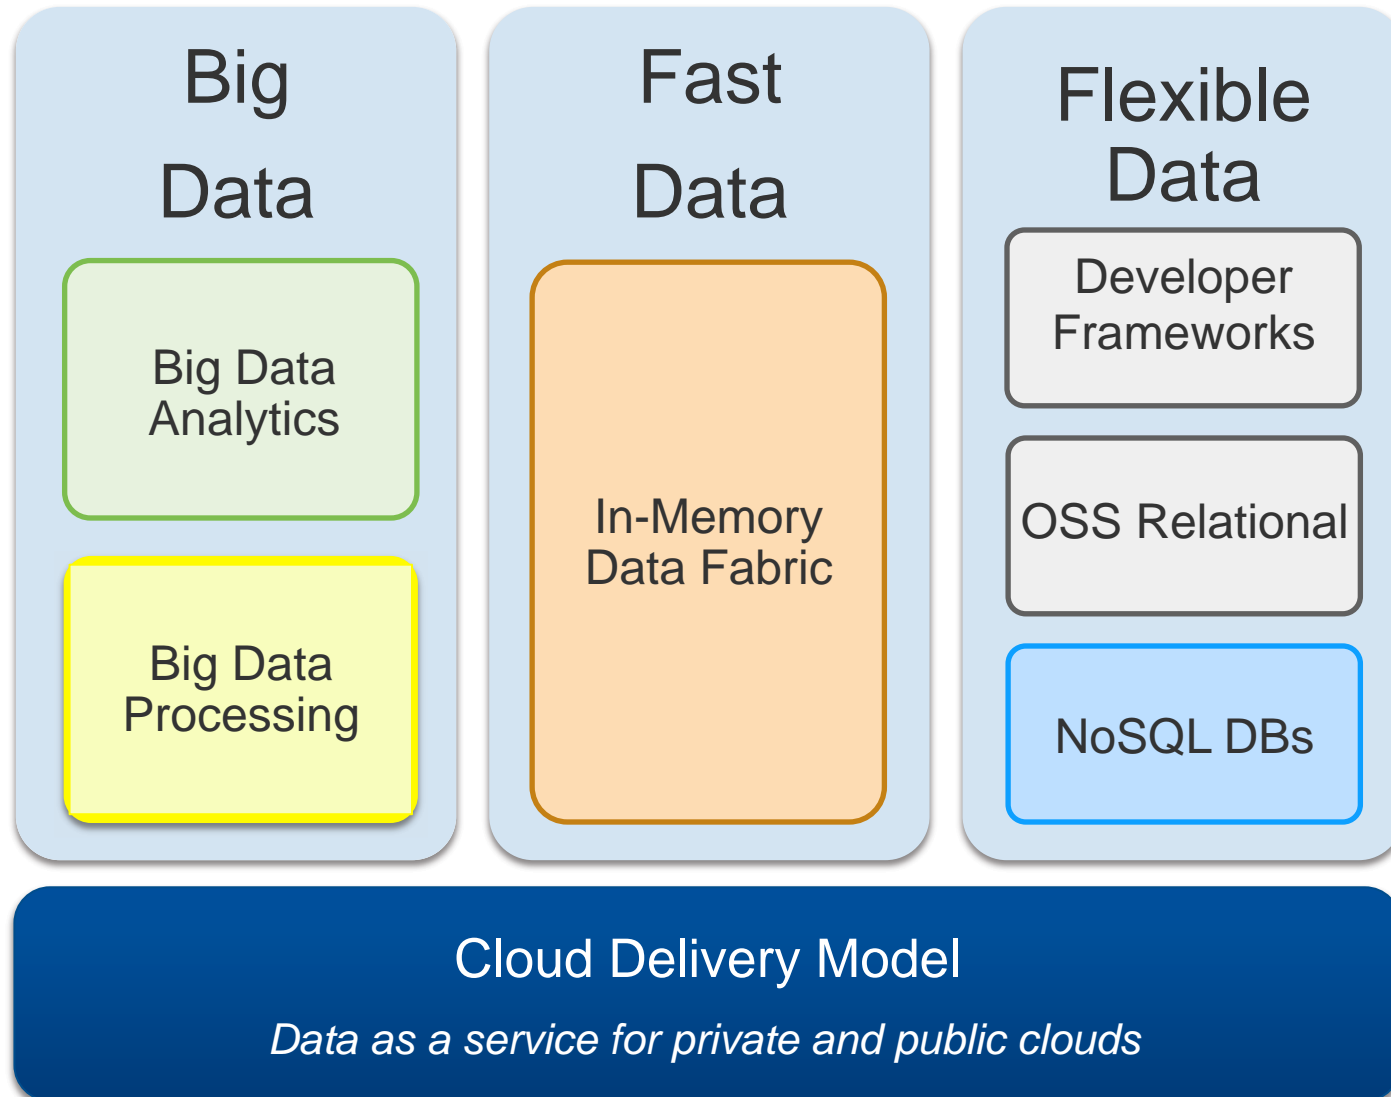 Big
Data
Big Data
Analytics
Big Data
Processing
Fast
Data
In-Memory
Data Fabric
Flexible
Data
Developer
Frameworks
OSS Relational
NoSQL DBs
Cloud Delivery Model
Data as a service for private and public clouds